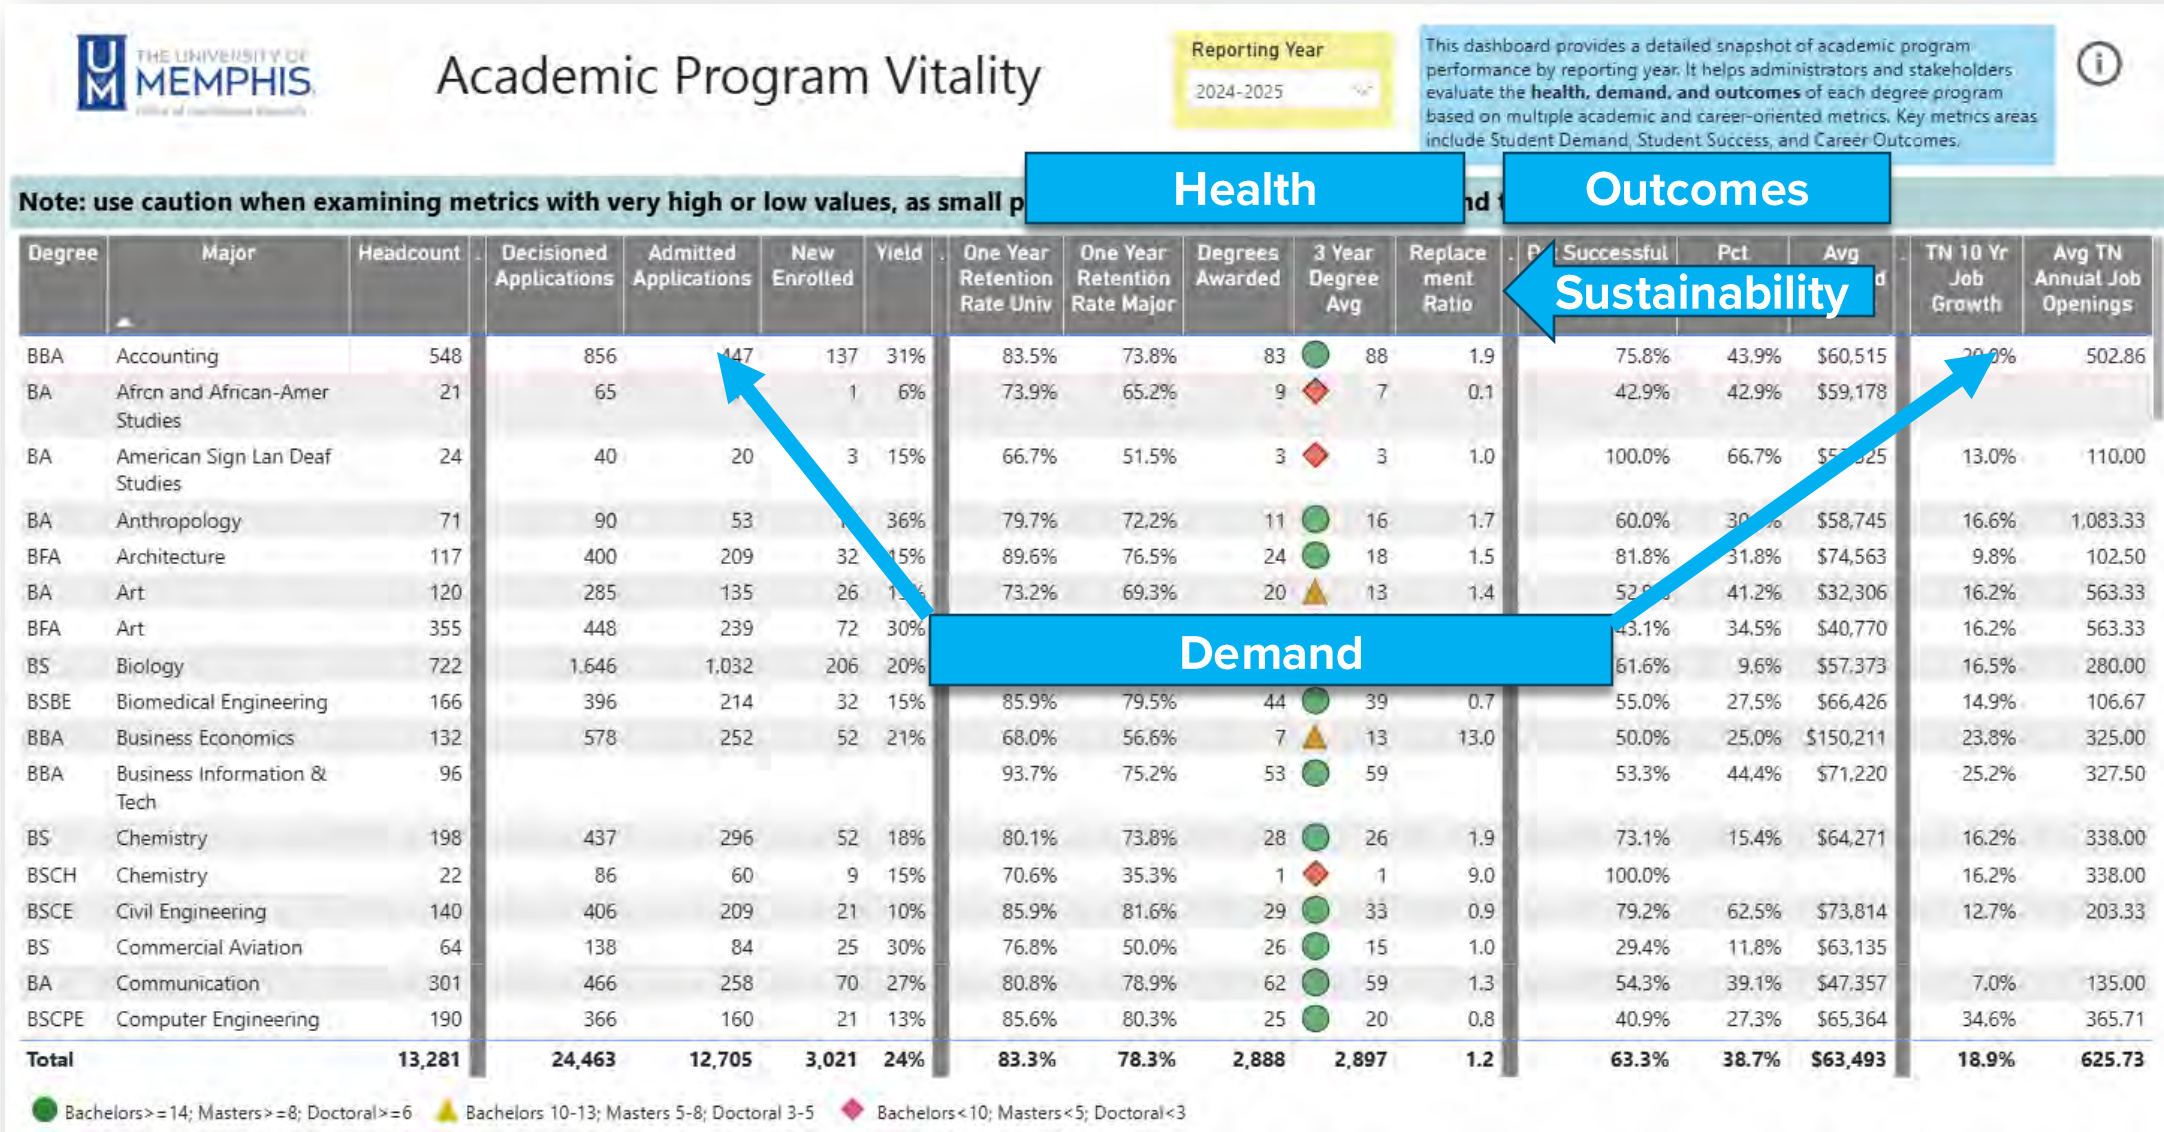 THE UNIVERSITY OF
MEMPHIS
Academic Program Vitality
Reporting Year
2024-2025
This dashboard provides a detailed snapshot of academic program
performance by reporting year. It helps administrators and stakeholders
evaluate the health, demand, and outcomes of each degree program
based on multiple academic and career-oriented metrics. Key metrics areas
include Student Demand, Student Success, and Career Outcomes.
Health
Outcomes
Note: use caution when examining metrics with very high or low values, as small
Degree Major Headcount Decisioned Applications Admitted Applications New Enrolled Yield One Year Retention Rate Univ One Year Retention Rate Major Degrees Awarded 3 Year Degree Avg Replace ment Ratio Successful Pct Avg TN 10 Yr Job Growth Avg TN Annual Job Openings
Sustainability
BBA Accounting 548 856 447 137 31% 83.5% 73.8% 83 88 1.9 75.8% 43.9% $60,515 502.86
BA Afrcn and African-Amer Studies 21 65 1 6% 73.9% 65.2% 9 7 0.1 42.9% 42.9% $59,178
BA American Sign Lan Deaf Studies 24 40 20 3 15% 66.7% 51.5% 3 3 1.0 100.0% 66.7% 13.0% 110.00
BA Anthropology 71 90 53 36% 79.7% 72.2% 11 16 1.7 60.0% $58,745 16.6% 1,083.33
BFA Architecture 117 400 209 32 15% 89.6% 76.5% 24 18 1.5 81.8% 31.8% $74,563 9.8% 102.50
BA Art 120 285 135 26 73.2% 69.3% 20 13 1.4 41.2% $32,306 16.2% 563.33
BFA Art 355 448 239 72 30% 43.1% 34.5% $40,770 16.2% 563.33
Demand
BS Biology 722 1,646 1,032 206 20% 61.6% 9.6% $57,373 16.5% 280.00
BSBE Biomedical Engineering 166 396 214 32 15% 85.9% 79.5% 44 39 0.7 55.0% 27.5% $66,426 14.9% 106.67
BBA Business Economics 132 578 252 52 21% 68.0% 56.6% 7 13 13.0 50.0% 25.0% $150,211 23.8% 325.00
BBA Business Information & Tech 96 93.7% 75.2% 53 59 53.3% 44.4% $71,220 25.2% 327.50
BS Chemistry 198 437 296 52 18% 80.1% 73.8% 28 26 1.9 73.1% 15.4% $64,271 16.2% 338.00
BSCH Chemistry 22 86 60 9 15% 70.6% 35.3% 1 1 9.0 100.0% 16.2% 338.00
BSCE Civil Engineering 140 406 209 21 10% 85.9% 81.6% 29 33 0.9 79.2% 62.5% $73,814 12.7% 203.33
BS Commercial Aviation 64 138 84 25 30% 76.8% 50.0% 26 15 1.0 29.4% 11.8% $63,135
BA Communication 301 466 258 70 27% 80.8% 78.9% 62 59 1.3 54.3% 39.1% $47,357 7.0% 135.00
BSCPE Computer Engineering 190 366 160 21 13% 85.6% 80.3% 25 20 0.8 40.9% 27.3% $65,364 34.6% 365.71
Total 13,281 24,463 12,705 3,021 24% 83.3% 78.3% 2,888 2,897 1.2 63.3% 38.7% $63,493 18.9% 625.73
Bachelors>=14; Masters>=8; Doctoral>=6 Bachelors 10-13; Masters 5-8; Doctoral 3-5 Bachelors<10; Masters<5; Doctoral<3